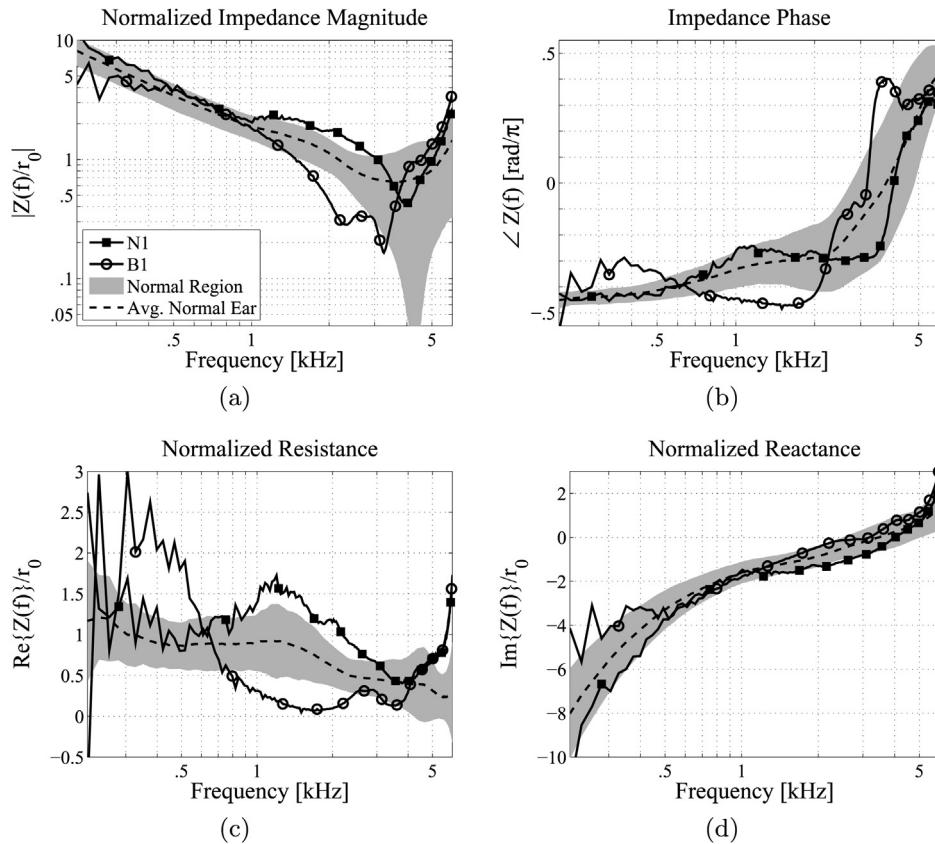 Normalized Impedance Magnitude
|Z(f)/r₀|
10
5
1
.5
.1
.05
N1
B1
Normal Region
Avg. Normal Ear
.5
1
5
Frequency [kHz]
(a)
Impedance Phase
∠ Z(f) [rad/π]
.5
0
−.5
.5
1
5
Frequency [kHz]
(b)
Normalized Resistance
Re{Z(f)}/r₀
3
2.5
2
1.5
1
0.5
0
−0.5
.5
1
5
Frequency [kHz]
(c)
Normalized Reactance
Im{Z(f)}/r₀
2
0
−2
−4
−6
−8
−10
.5
1
5
Frequency [kHz]
(d)